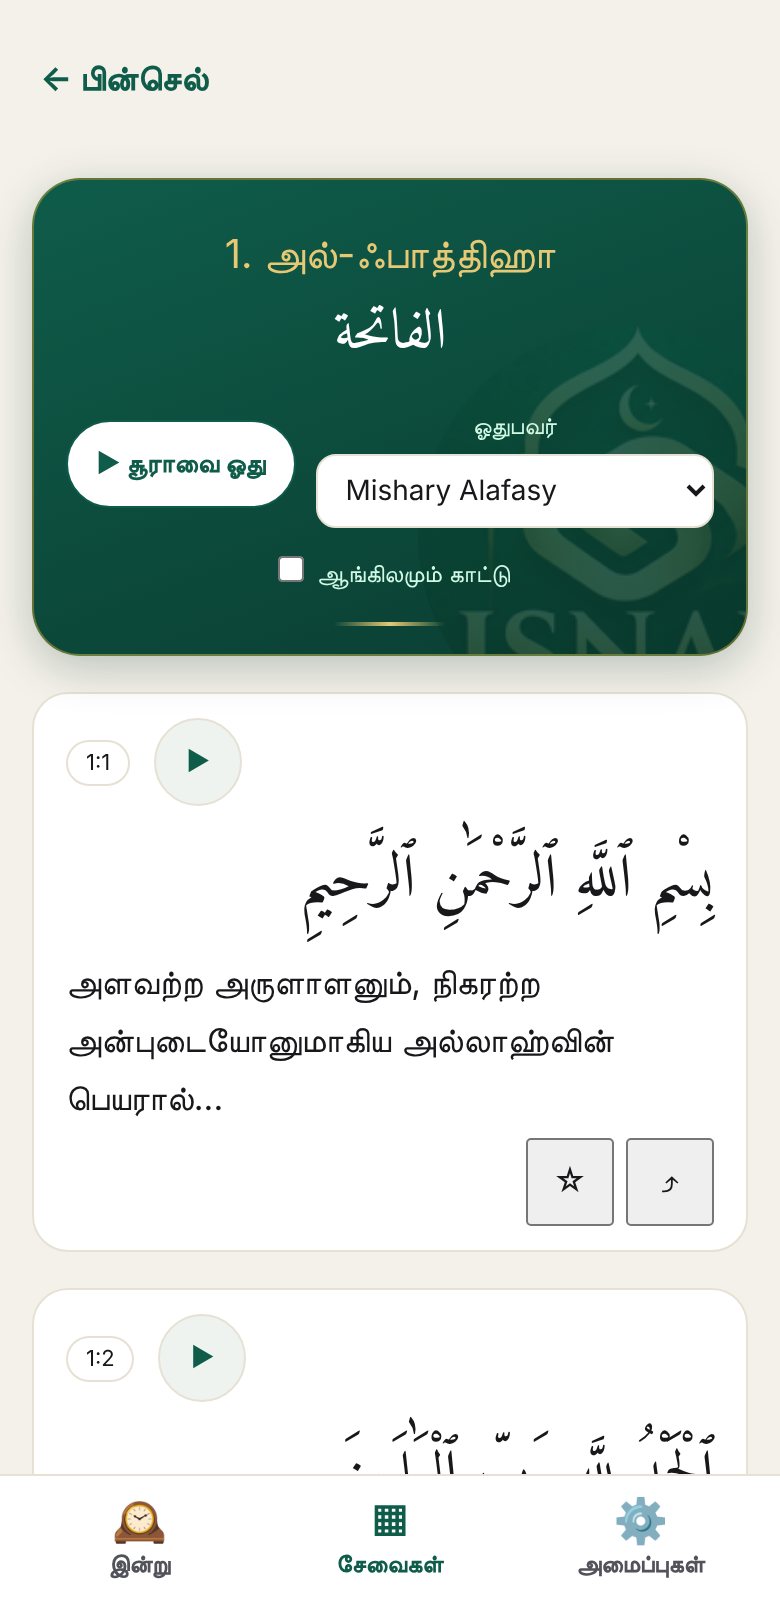 ← பின்செல்
1. அல்-ஃபாத்திஹா
الفاتحة
ஓதுபவர்
▶ சூராவை ஓது
Mishary Alafasy
ஆங்கிலமும் காட்டு
1:1
بِسْمِ ٱللَّهِ ٱلرَّحْمَٰنِ ٱلرَّحِيمِ
அளவற்ற அருளாளனும், நிகரற்ற
அன்புடையோனுமாகிய அல்லாஹ்வின்
பெயரால்...
1:2
இன்று
சேவைகள்
அமைப்புகள்